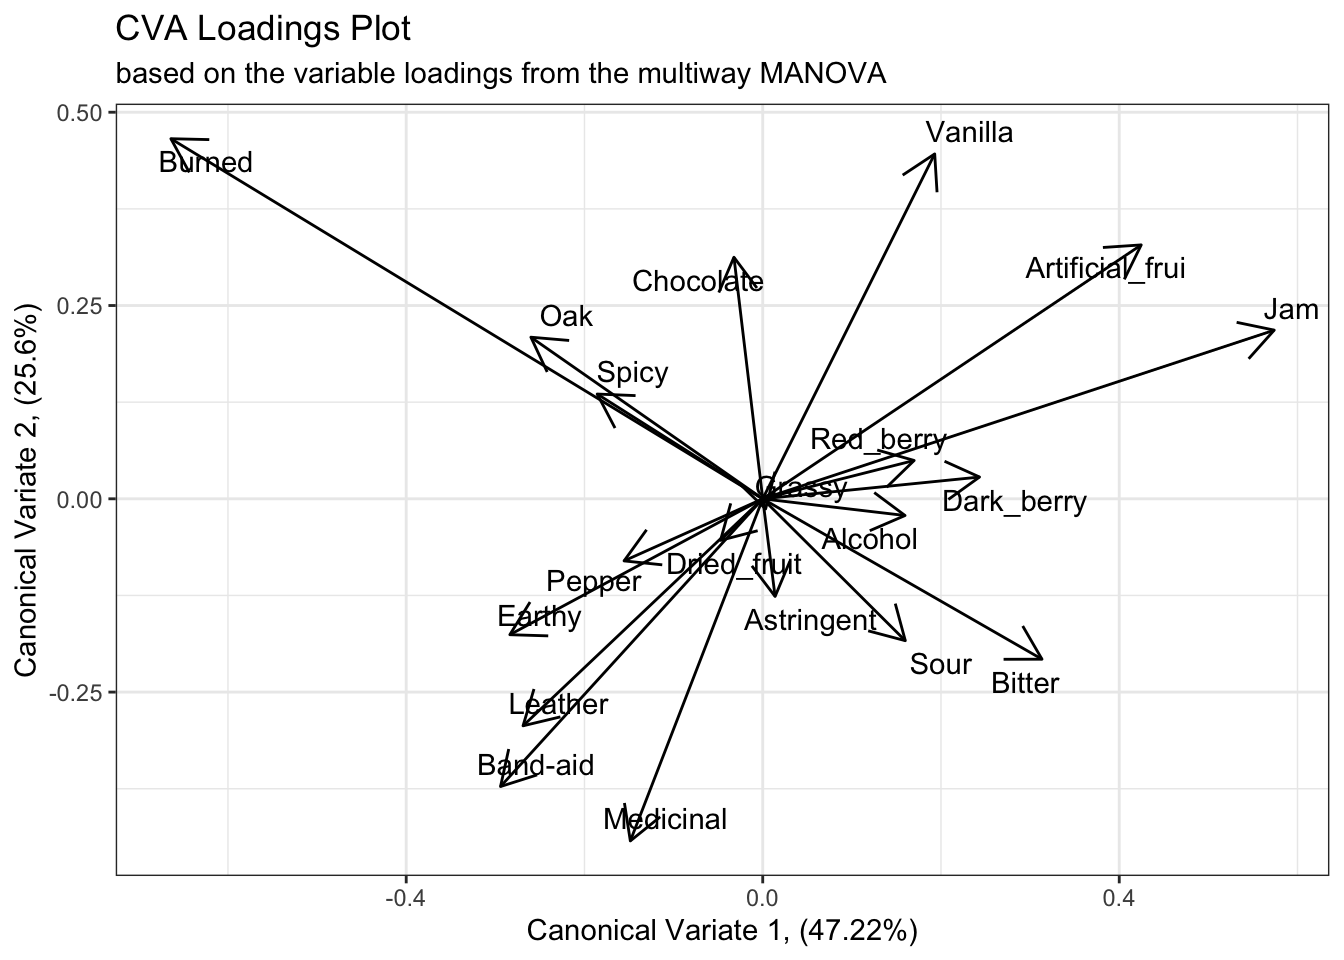 CVA Loadings Plot
based on the variable loadings from the multiway MANOVA
0.50
Vanilla
Burned
Artificial_frui
Chocolate
0.25
Jam
Oak
Spicy
Red_berry
Grassy
0.00
Dark_berry
Alcohol
Dried_fruit
Pepper
Earthy
Astringent
Sour
Bitter
-0.25
Leather
Band-aid
Medicinal
Canonical Variate 2, (25.6%)
-0.4
0.0
0.4
Canonical Variate 1, (47.22%)